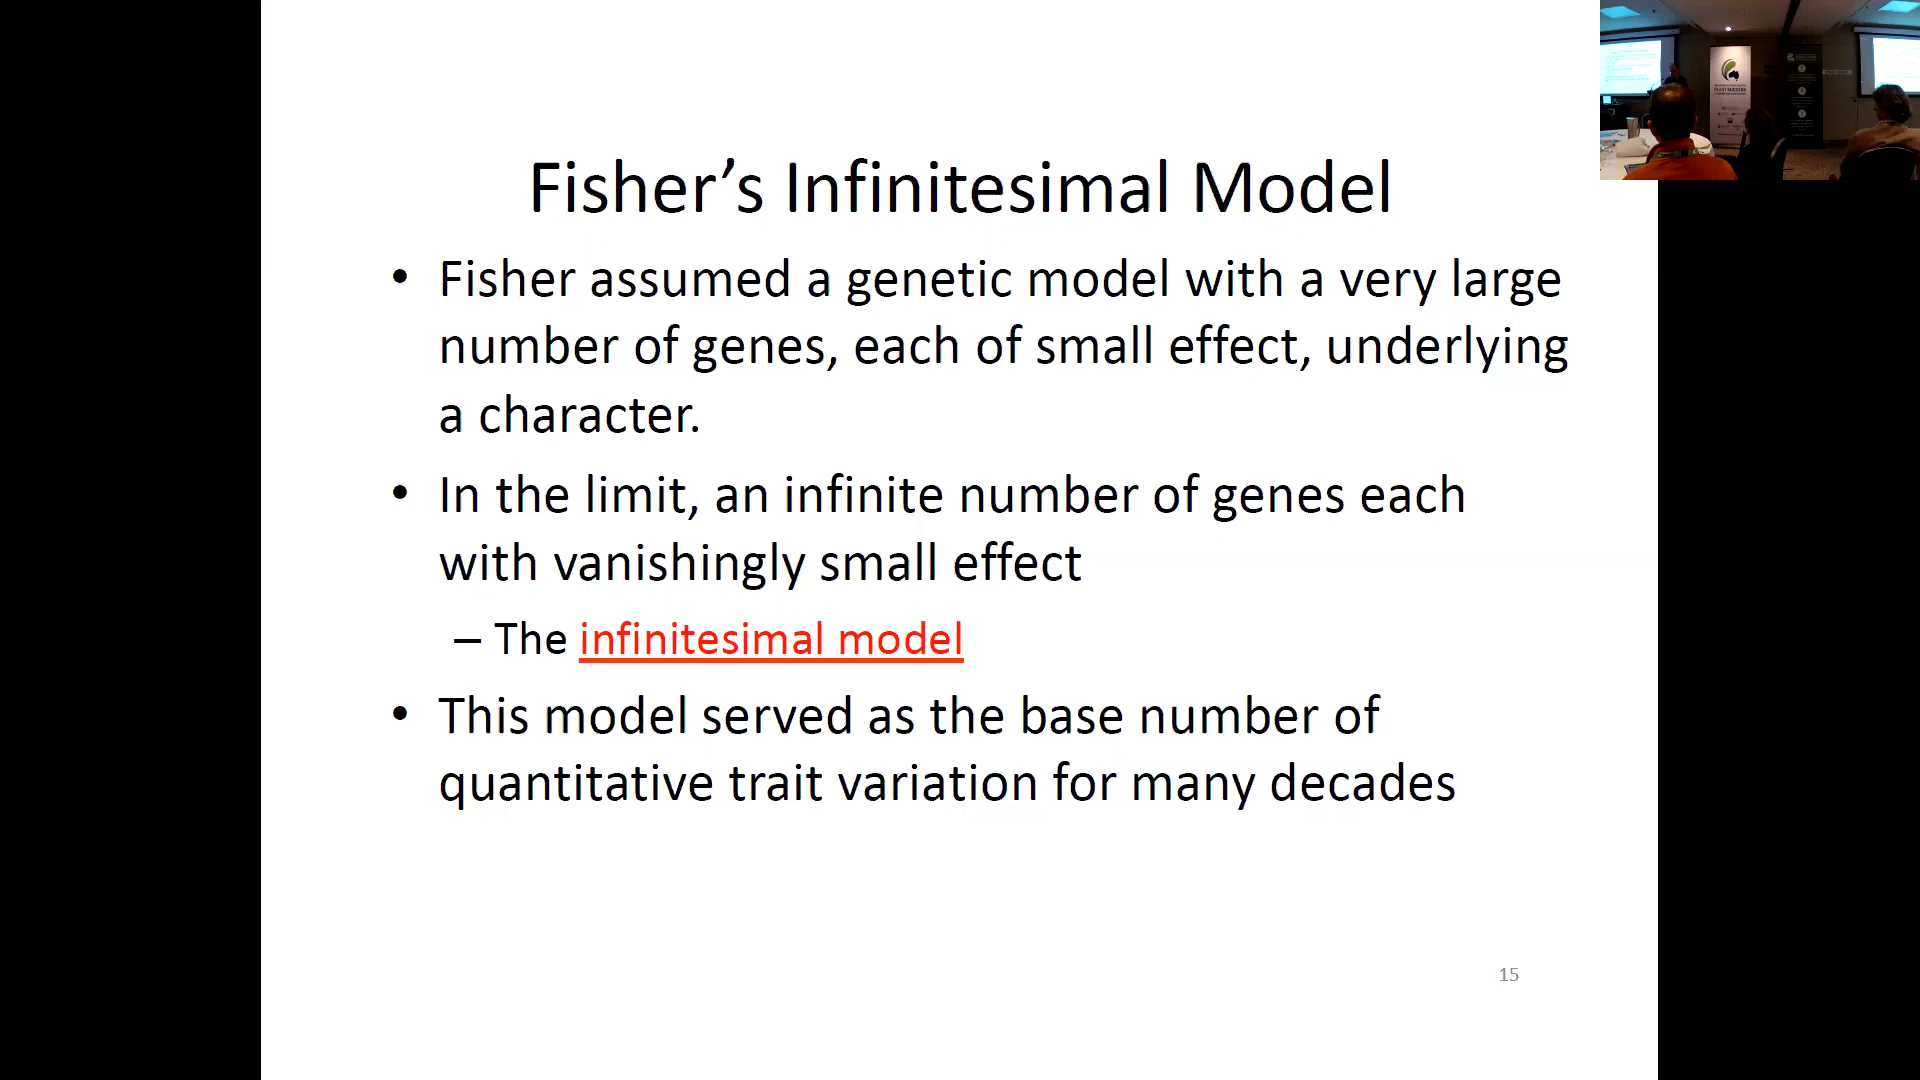 Fisher’s Infinitesimal Model
• Fisher assumed a genetic model with a very large
number of genes, each of small effect, underlying
a character.
• In the limit, an infinite number of genes each
with vanishingly small effect
– The infinitesimal model
• This model served as the base number of
quantitative trait variation for many decades
15
PLANT SUCCESS